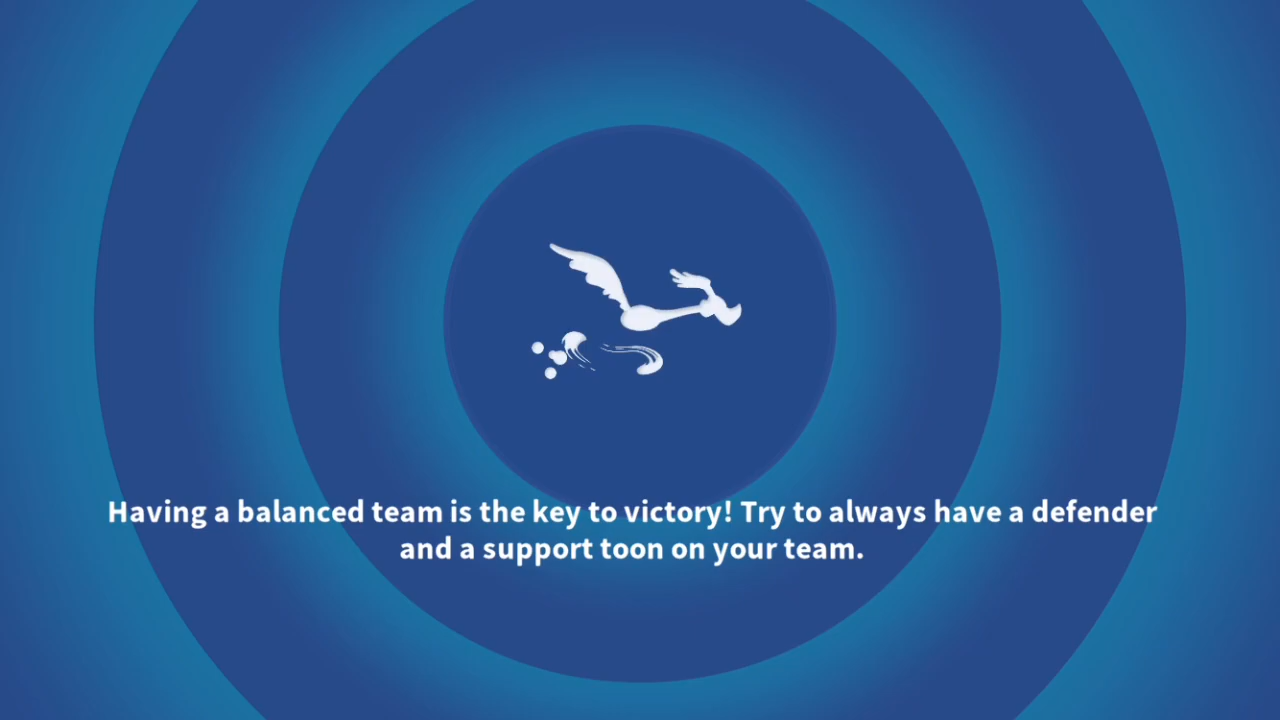 Having a balanced team is the key to victory! Try to always have a defender
and a support toon on your team.